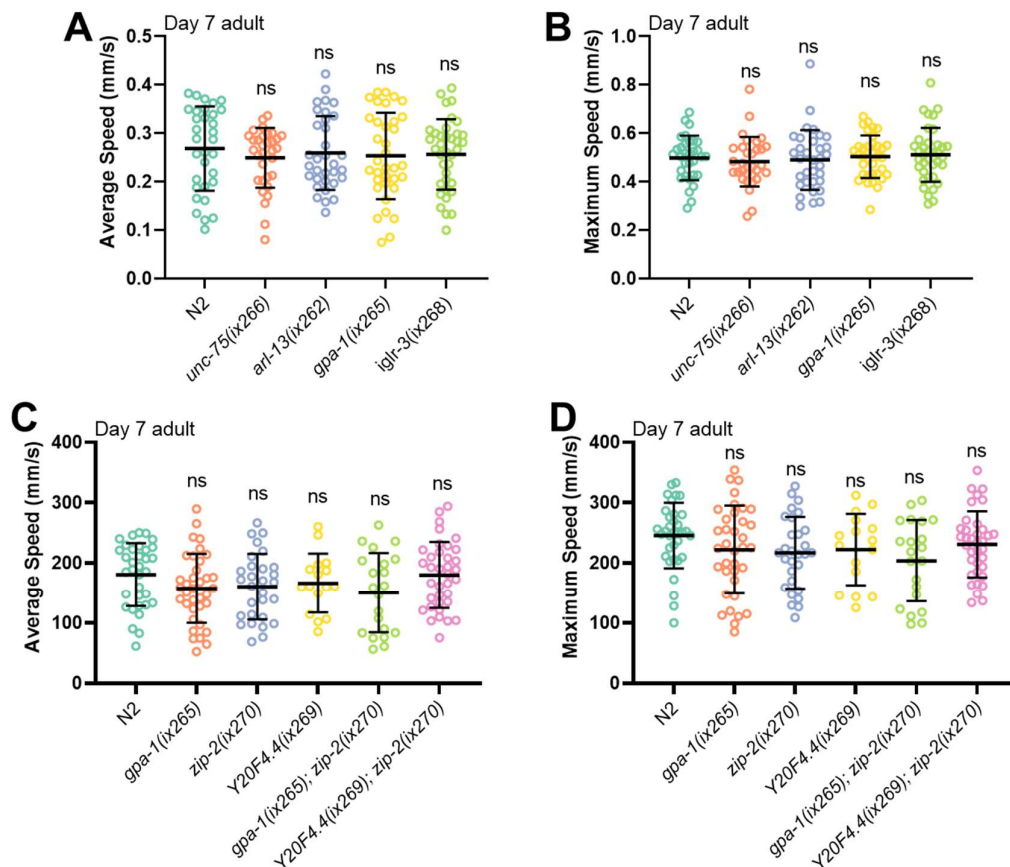 A
Day 7 adult
Average Speed (mm/s)
0.5
0.4
0.3
0.2
0.1
0.0
ns
ns
ns
ns
N2
unc-75(ix266)
arl-13(ix262)
gpa-1(ix265)
iglr-3(ix268)
B
Day 7 adult
Maximum Speed (mm/s)
1.0
0.8
0.6
0.4
0.2
0.0
ns
ns
ns
ns
N2
unc-75(ix266)
arl-13(ix262)
gpa-1(ix265)
iglr-3(ix268)
C
Day 7 adult
Average Speed (mm/s)
400
300
200
100
0
ns
ns
ns
ns
ns
N2
gpa-1(ix265)
zip-2(ix270)
Y20F4.4(ix269)
gpa-1(ix265); zip-2(ix270)
Y20F4.4(ix269); zip-2(ix270)
D
Day 7 adult
Maximum Speed (mm/s)
400
300
200
100
0
ns
ns
ns
ns
ns
N2
gpa-1(ix265)
zip-2(ix270)
Y20F4.4(ix269)
gpa-1(ix265); zip-2(ix270)
Y20F4.4(ix269); zip-2(ix270)